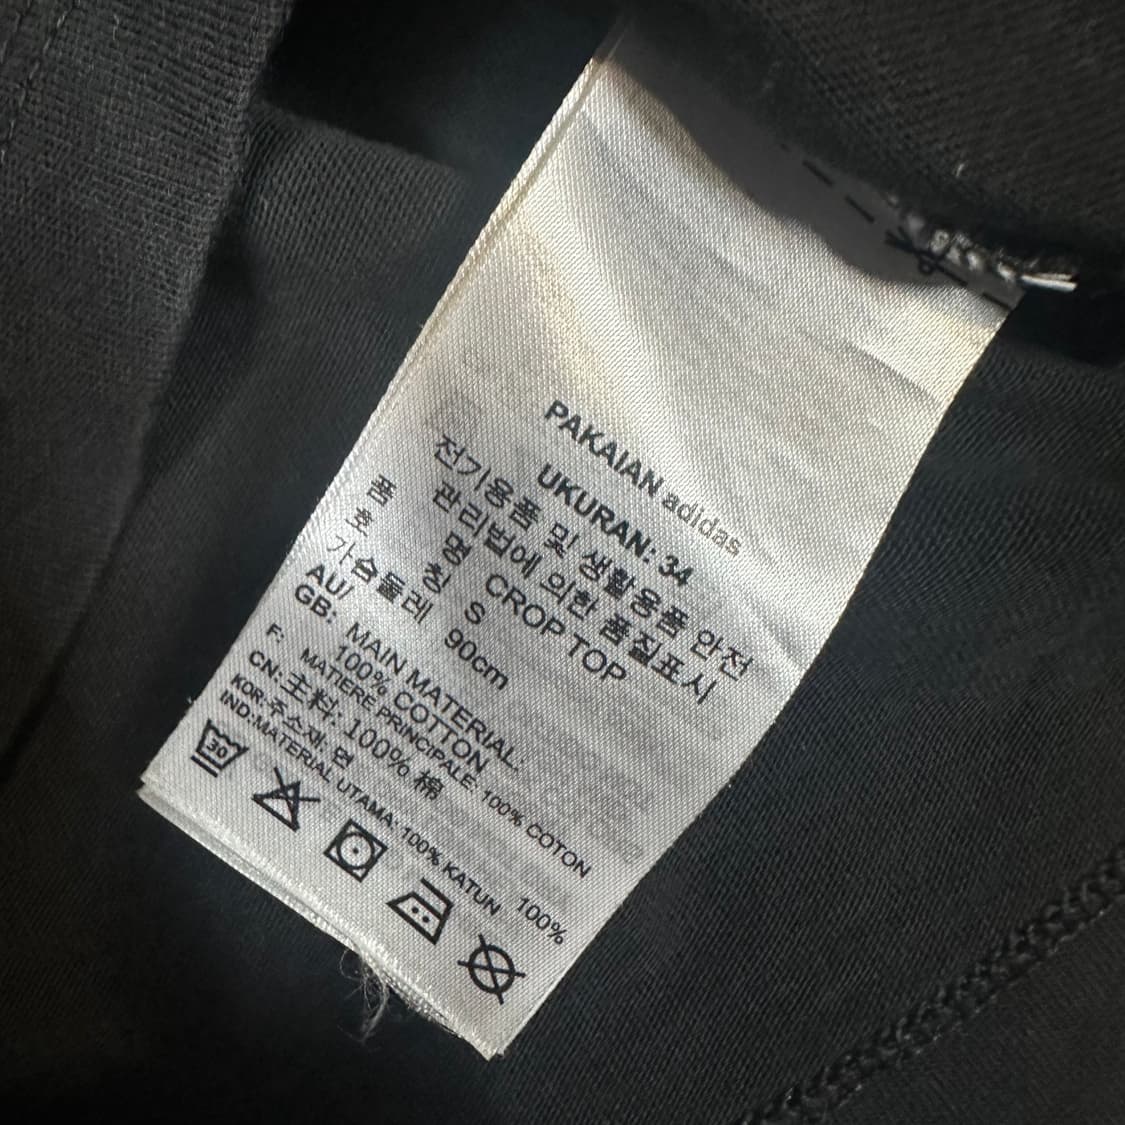 PAKAIAN adidas
UKURAN: 34
전기용품 및 생활용품 안전
관리법에 의한 품질표시
품 명 CROP TOP
호 칭 S
가슴둘레 90cm
AU/
GB: MAIN MATERIAL:
100% COTTON
F: MATIÈRE PRINCIPALE: 100% COTON
CN: 主料: 100% 棉
KOR: 주소재: 면 100%
IND: MATERIAL UTAMA: 100% KATUN
30